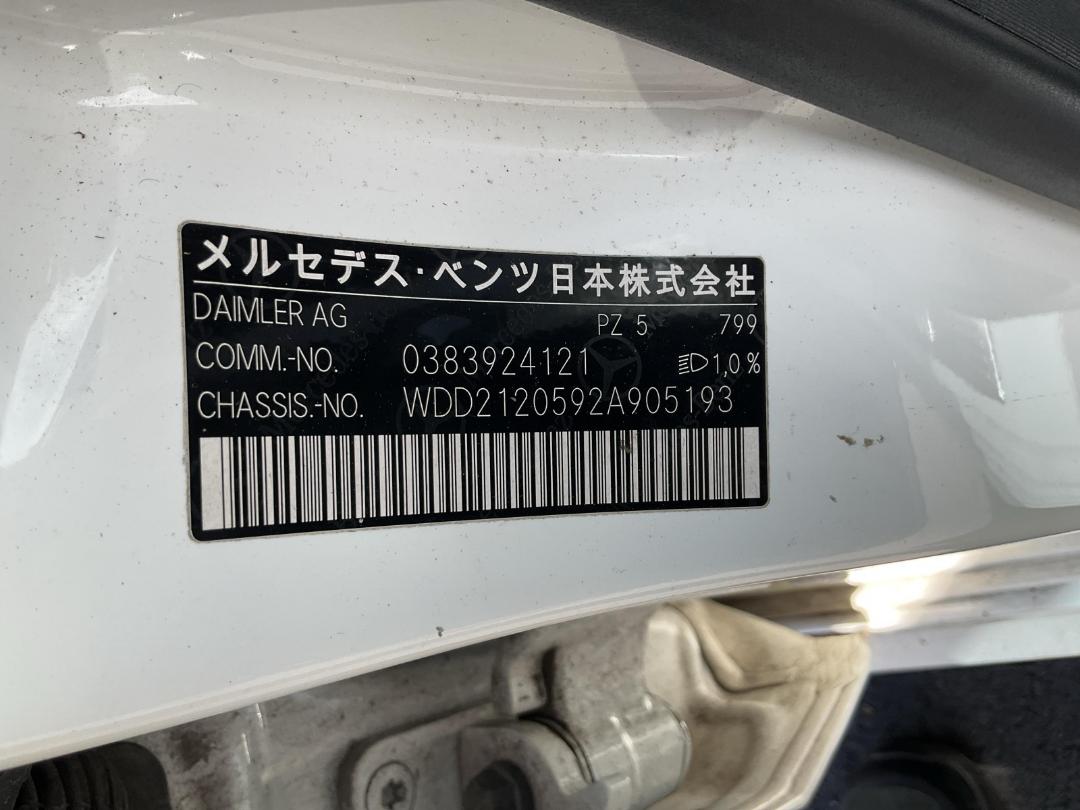 メルセデス・ベンツ日本株式会社
DAIMLER AG PZ 5 799
COMM.-NO. 0383924121 1,0%
CHASSIS.-NO. WDD2120592A905193